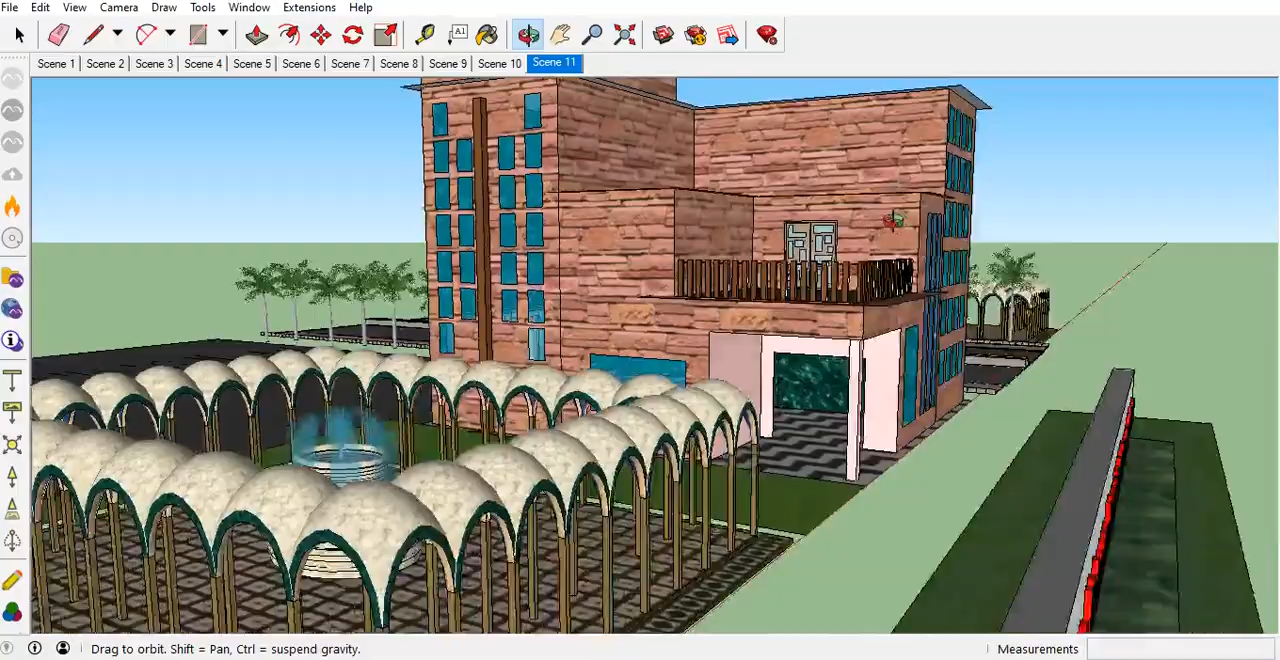 File Edit View Camera Draw Tools Window Extensions Help
A1
Scene 1 Scene 2 Scene 3 Scene 4 Scene 5 Scene 6 Scene 7 Scene 8 Scene 9 Scene 10 Scene 11
Drag to orbit. Shift = Pan, Ctrl = suspend gravity. Measurements